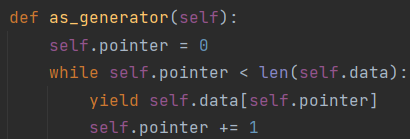 def as_generator(self):
    self.pointer = 0
    while self.pointer < len(self.data):
        yield self.data[self.pointer]
        self.pointer += 1